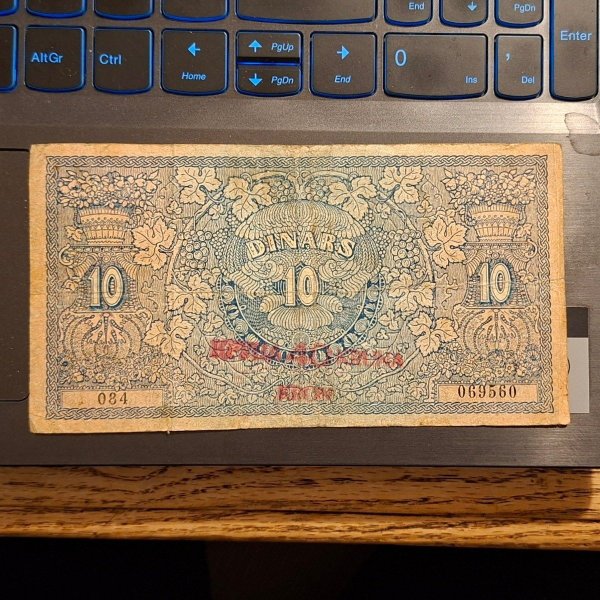 End
PgDn
Enter
AltGr
Ctrl
Home
PgUp
PgDn
End
0
Ins
,
Del
DINARS
10
10
10
084
069560